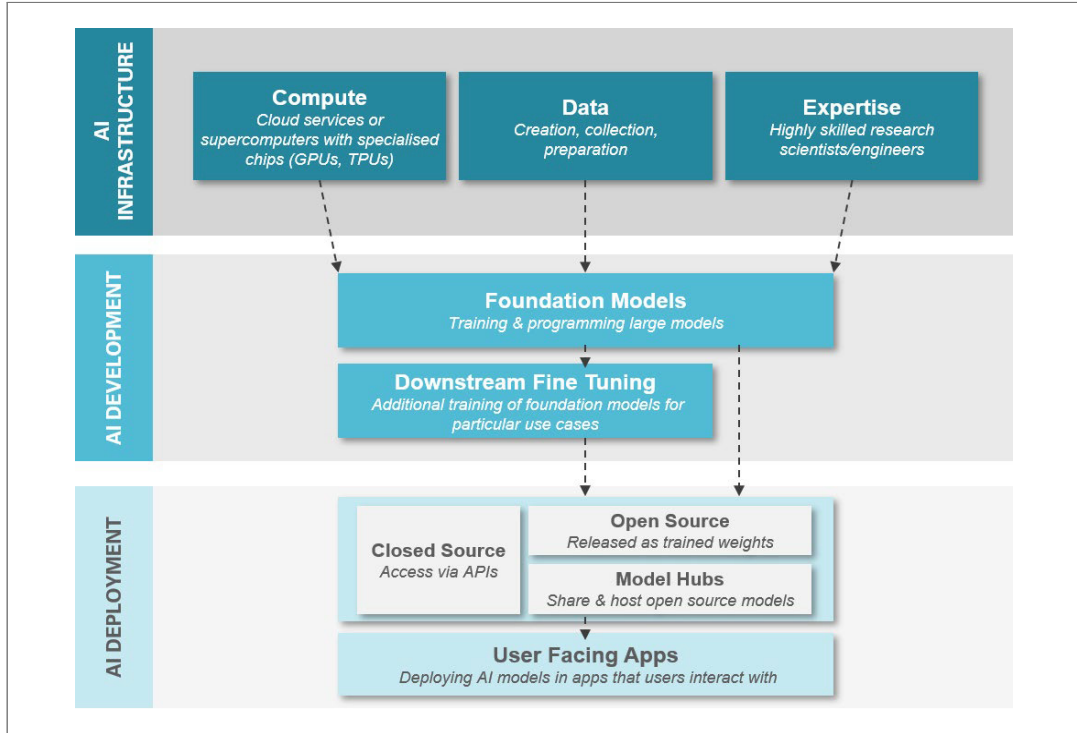 AI
INFRASTRUCTURE
Compute
Cloud services or
supercomputers with specialised
chips (GPUs, TPUs)
Data
Creation, collection,
preparation
Expertise
Highly skilled research
scientists/engineers
AI DEVELOPMENT
Foundation Models
Training & programming large models
Downstream Fine Tuning
Additional training of foundation models for
particular use cases
AI DEPLOYMENT
Closed Source
Access via APIs
Open Source
Released as trained weights
Model Hubs
Share & host open source models
User Facing Apps
Deploying AI models in apps that users interact with